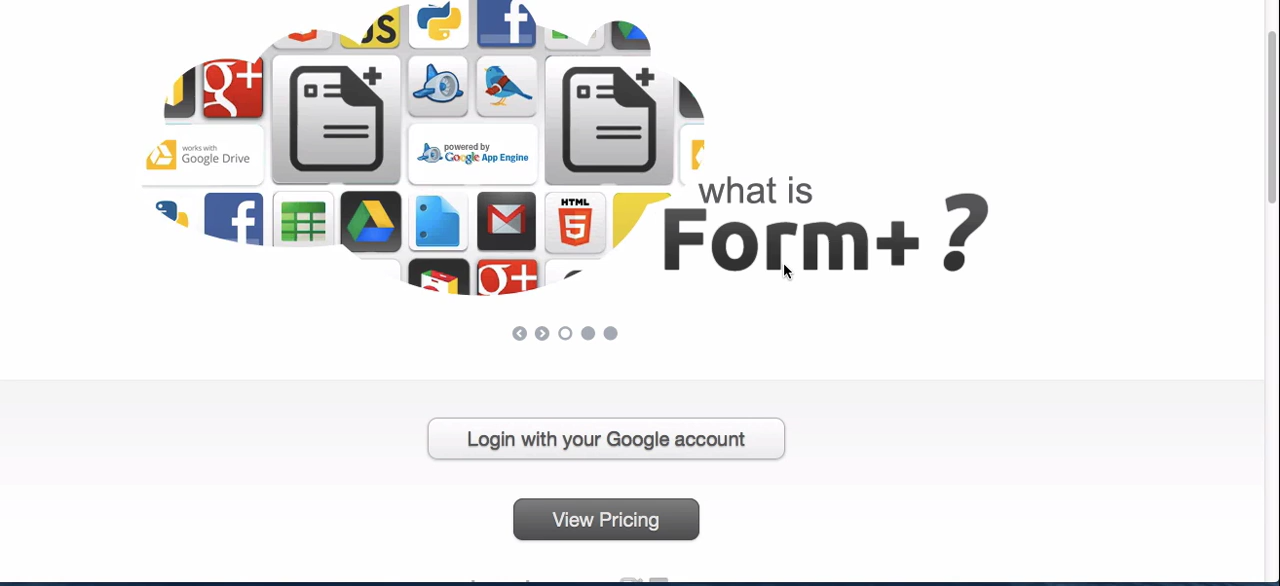 JS
g+
works with
Google Drive
powered by
Google App Engine
HTML
5
g+
what is
Form+ ?
Login with your Google account
View Pricing